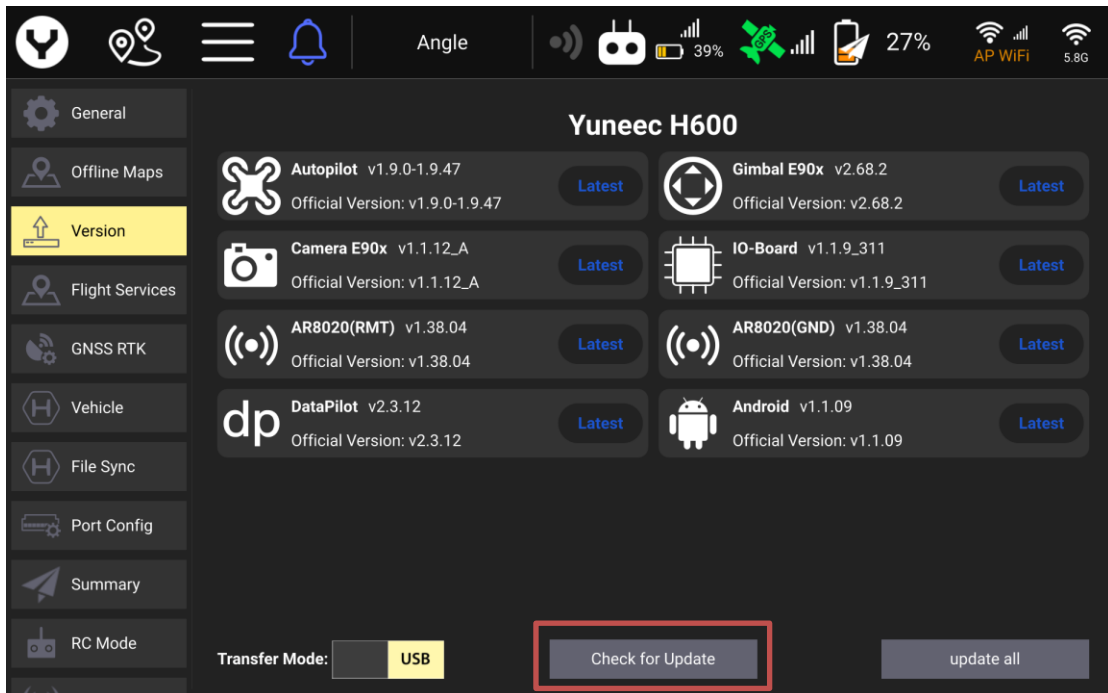 Angle
39%
GPS
27%
AP WiFi
5.8G
General
Offline Maps
Version
Flight Services
GNSS RTK
Vehicle
File Sync
Port Config
Summary
RC Mode
Yuneec H600
Autopilot v1.9.0-1.9.47
Official Version: v1.9.0-1.9.47
Latest
Gimbal E90x v2.68.2
Official Version: v2.68.2
Latest
Camera E90x v1.1.12_A
Official Version: v1.1.12_A
Latest
IO-Board v1.1.9_311
Official Version: v1.1.9_311
Latest
AR8020(RMT) v1.38.04
Official Version: v1.38.04
Latest
AR8020(GND) v1.38.04
Official Version: v1.38.04
Latest
dp
DataPilot v2.3.12
Official Version: v2.3.12
Latest
Android v1.1.09
Official Version: v1.1.09
Latest
Transfer Mode: USB
Check for Update
update all